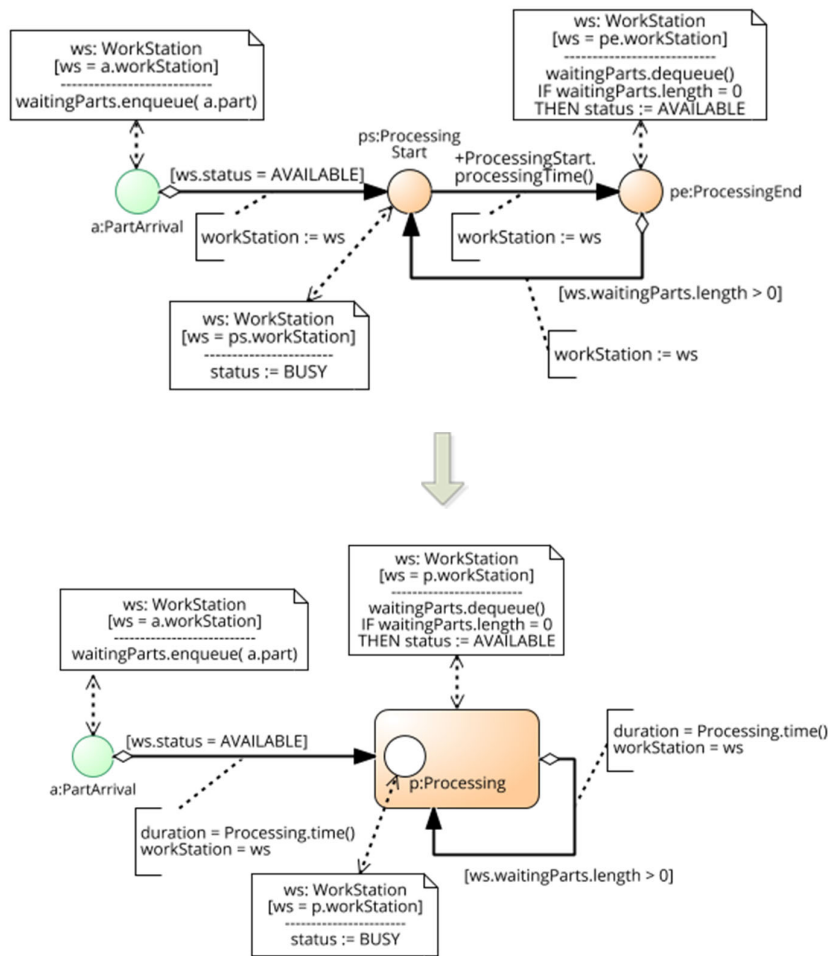 ws: WorkStation
[ws = a.workStation]
---------------------------
waitingParts.enqueue( a.part)
ws: WorkStation
[ws = pe.workStation]
---------------------------
waitingParts.dequeue()
IF waitingParts.length = 0
THEN status := AVAILABLE
ps:Processing
Start
[ws.status = AVAILABLE]
+ProcessingStart.
processingTime()
a:PartArrival
pe:ProcessingEnd
workStation := ws
workStation := ws
[ws.waitingParts.length > 0]
ws: WorkStation
[ws = ps.workStation]
-------------------------
status := BUSY
workStation := ws
ws: WorkStation
[ws = p.workStation]
-------------------------
waitingParts.dequeue()
IF waitingParts.length = 0
THEN status := AVAILABLE
ws: WorkStation
[ws = a.workStation]
---------------------------
waitingParts.enqueue( a.part)
[ws.status = AVAILABLE]
a:PartArrival
p:Processing
duration = Processing.time()
workStation = ws
duration = Processing.time()
workStation = ws
[ws.waitingParts.length > 0]
ws: WorkStation
[ws = p.workStation]
-----------------------
status := BUSY